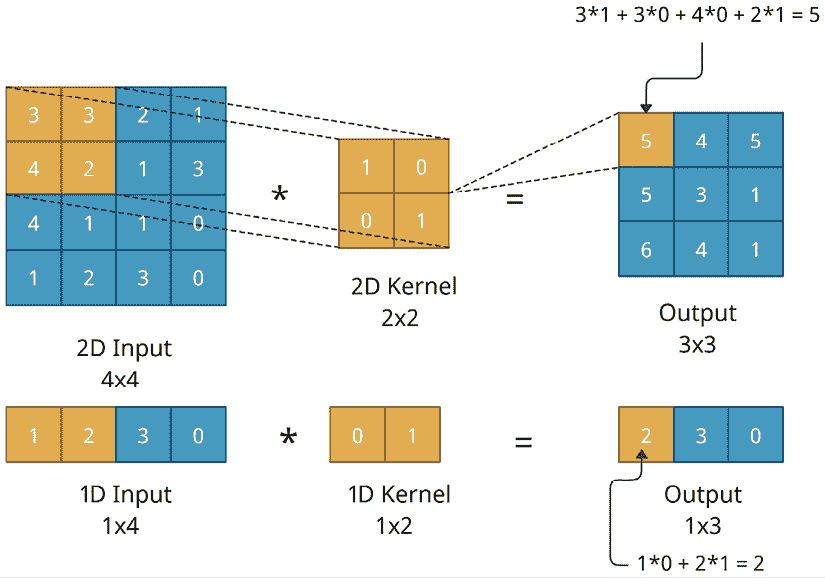 3*1 + 3*0 + 4*0 + 2*1 = 5
3 3 2 1
4 2 1 3
4 1 1 0
1 2 3 0
*
1 0
0 1
=
5 4 5
5 3 1
6 4 1
2D Input
4x4
2D Kernel
2x2
Output
3x3
1 2 3 0
*
0 1
=
2 3 0
1D Input
1x4
1D Kernel
1x2
Output
1x3
1*0 + 2*1 = 2